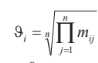 ϑ_i = \sqrt[n]{\prod_{j=1}^{n} m_{ij}}